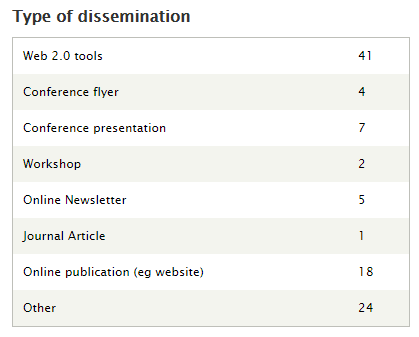 Type of dissemination
Web 2.0 tools 41
Conference flyer 4
Conference presentation 7
Workshop 2
Online Newsletter 5
Journal Article 1
Online publication (eg website) 18
Other 24